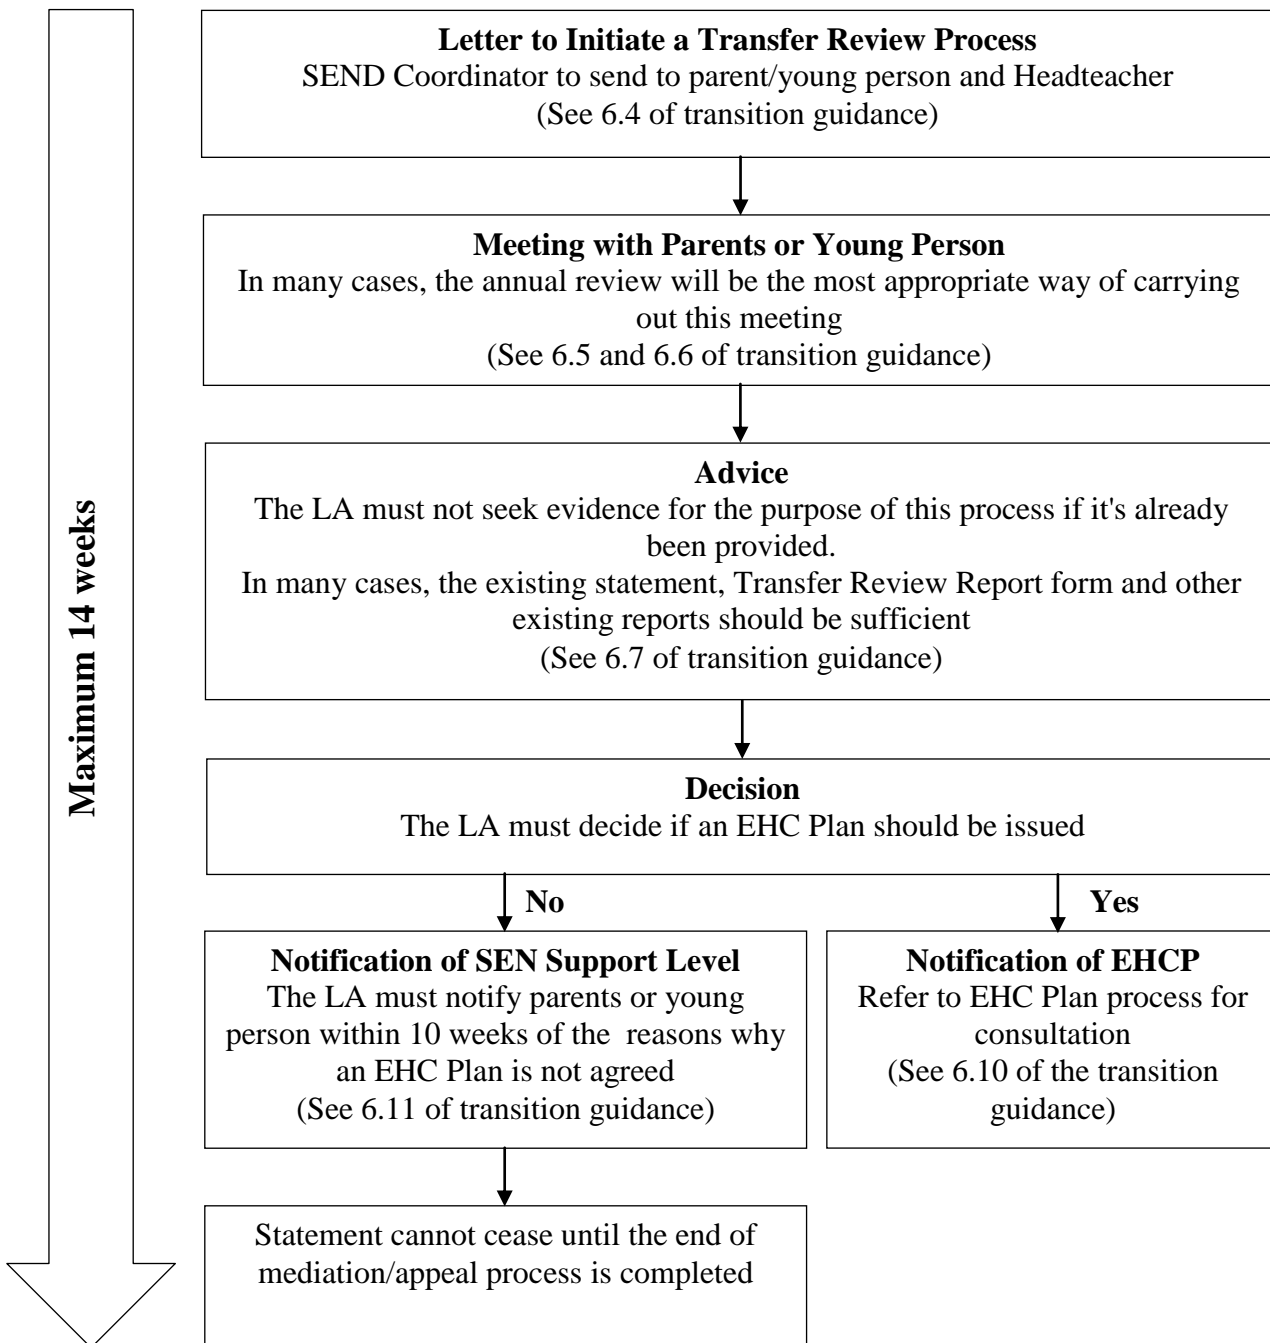 Letter to Initiate a Transfer Review Process
SEND Coordinator to send to parent/young person and Headteacher
(See 6.4 of transition guidance)
Meeting with Parents or Young Person
In many cases, the annual review will be the most appropriate way of carrying
out this meeting
(See 6.5 and 6.6 of transition guidance)
Advice
The LA must not seek evidence for the purpose of this process if it's already
been provided.
In many cases, the existing statement, Transfer Review Report form and other
existing reports should be sufficient
(See 6.7 of transition guidance)
Maximum 14 weeks
Decision
The LA must decide if an EHC Plan should be issued
No
Yes
Notification of SEN Support Level
The LA must notify parents or young
person within 10 weeks of the reasons why
an EHC Plan is not agreed
(See 6.11 of transition guidance)
Notification of EHCP
Refer to EHC Plan process for
consultation
(See 6.10 of the transition
guidance)
Statement cannot cease until the end of
mediation/appeal process is completed